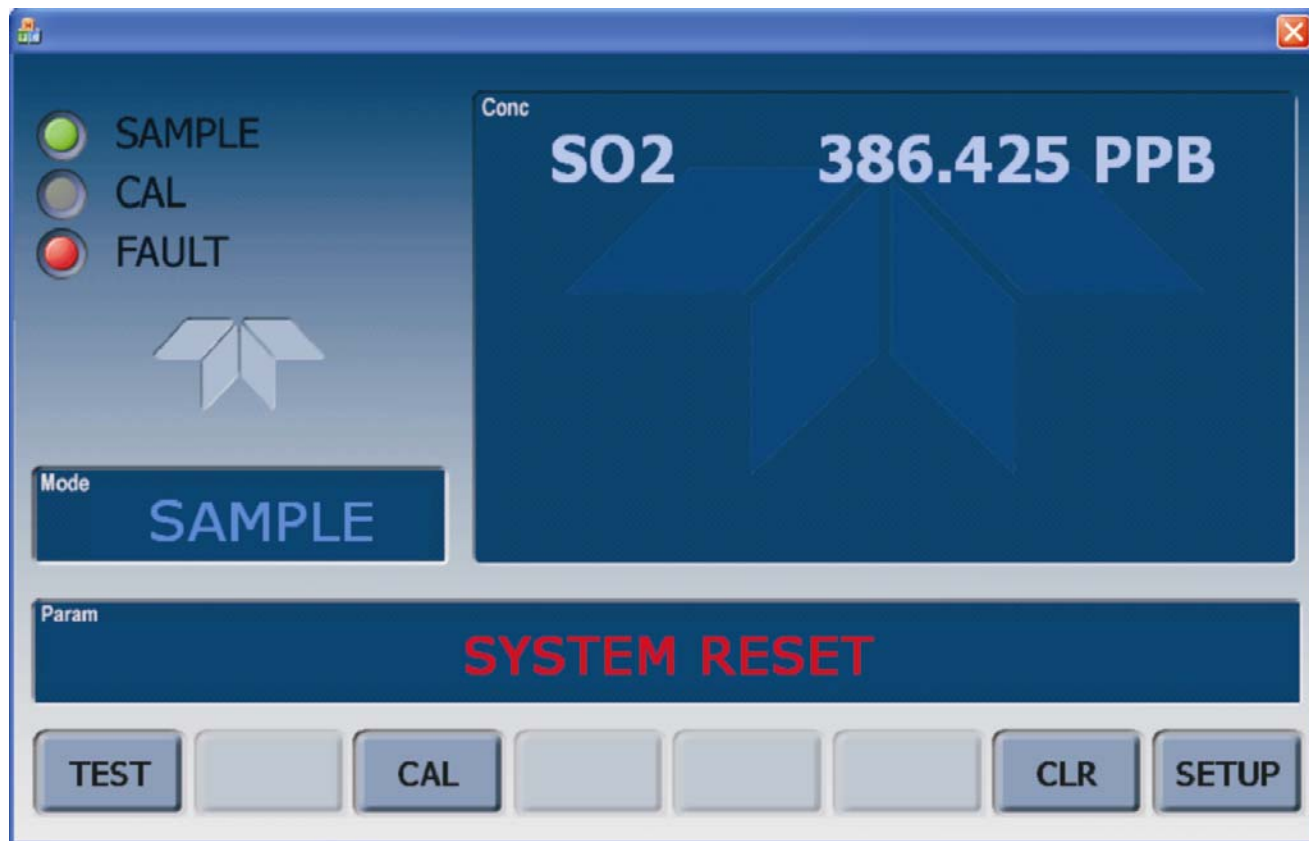 SAMPLE
CAL
FAULT
Conc
SO2 386.425 PPB
Mode
SAMPLE
Param
SYSTEM RESET
TEST CAL CLR SETUP